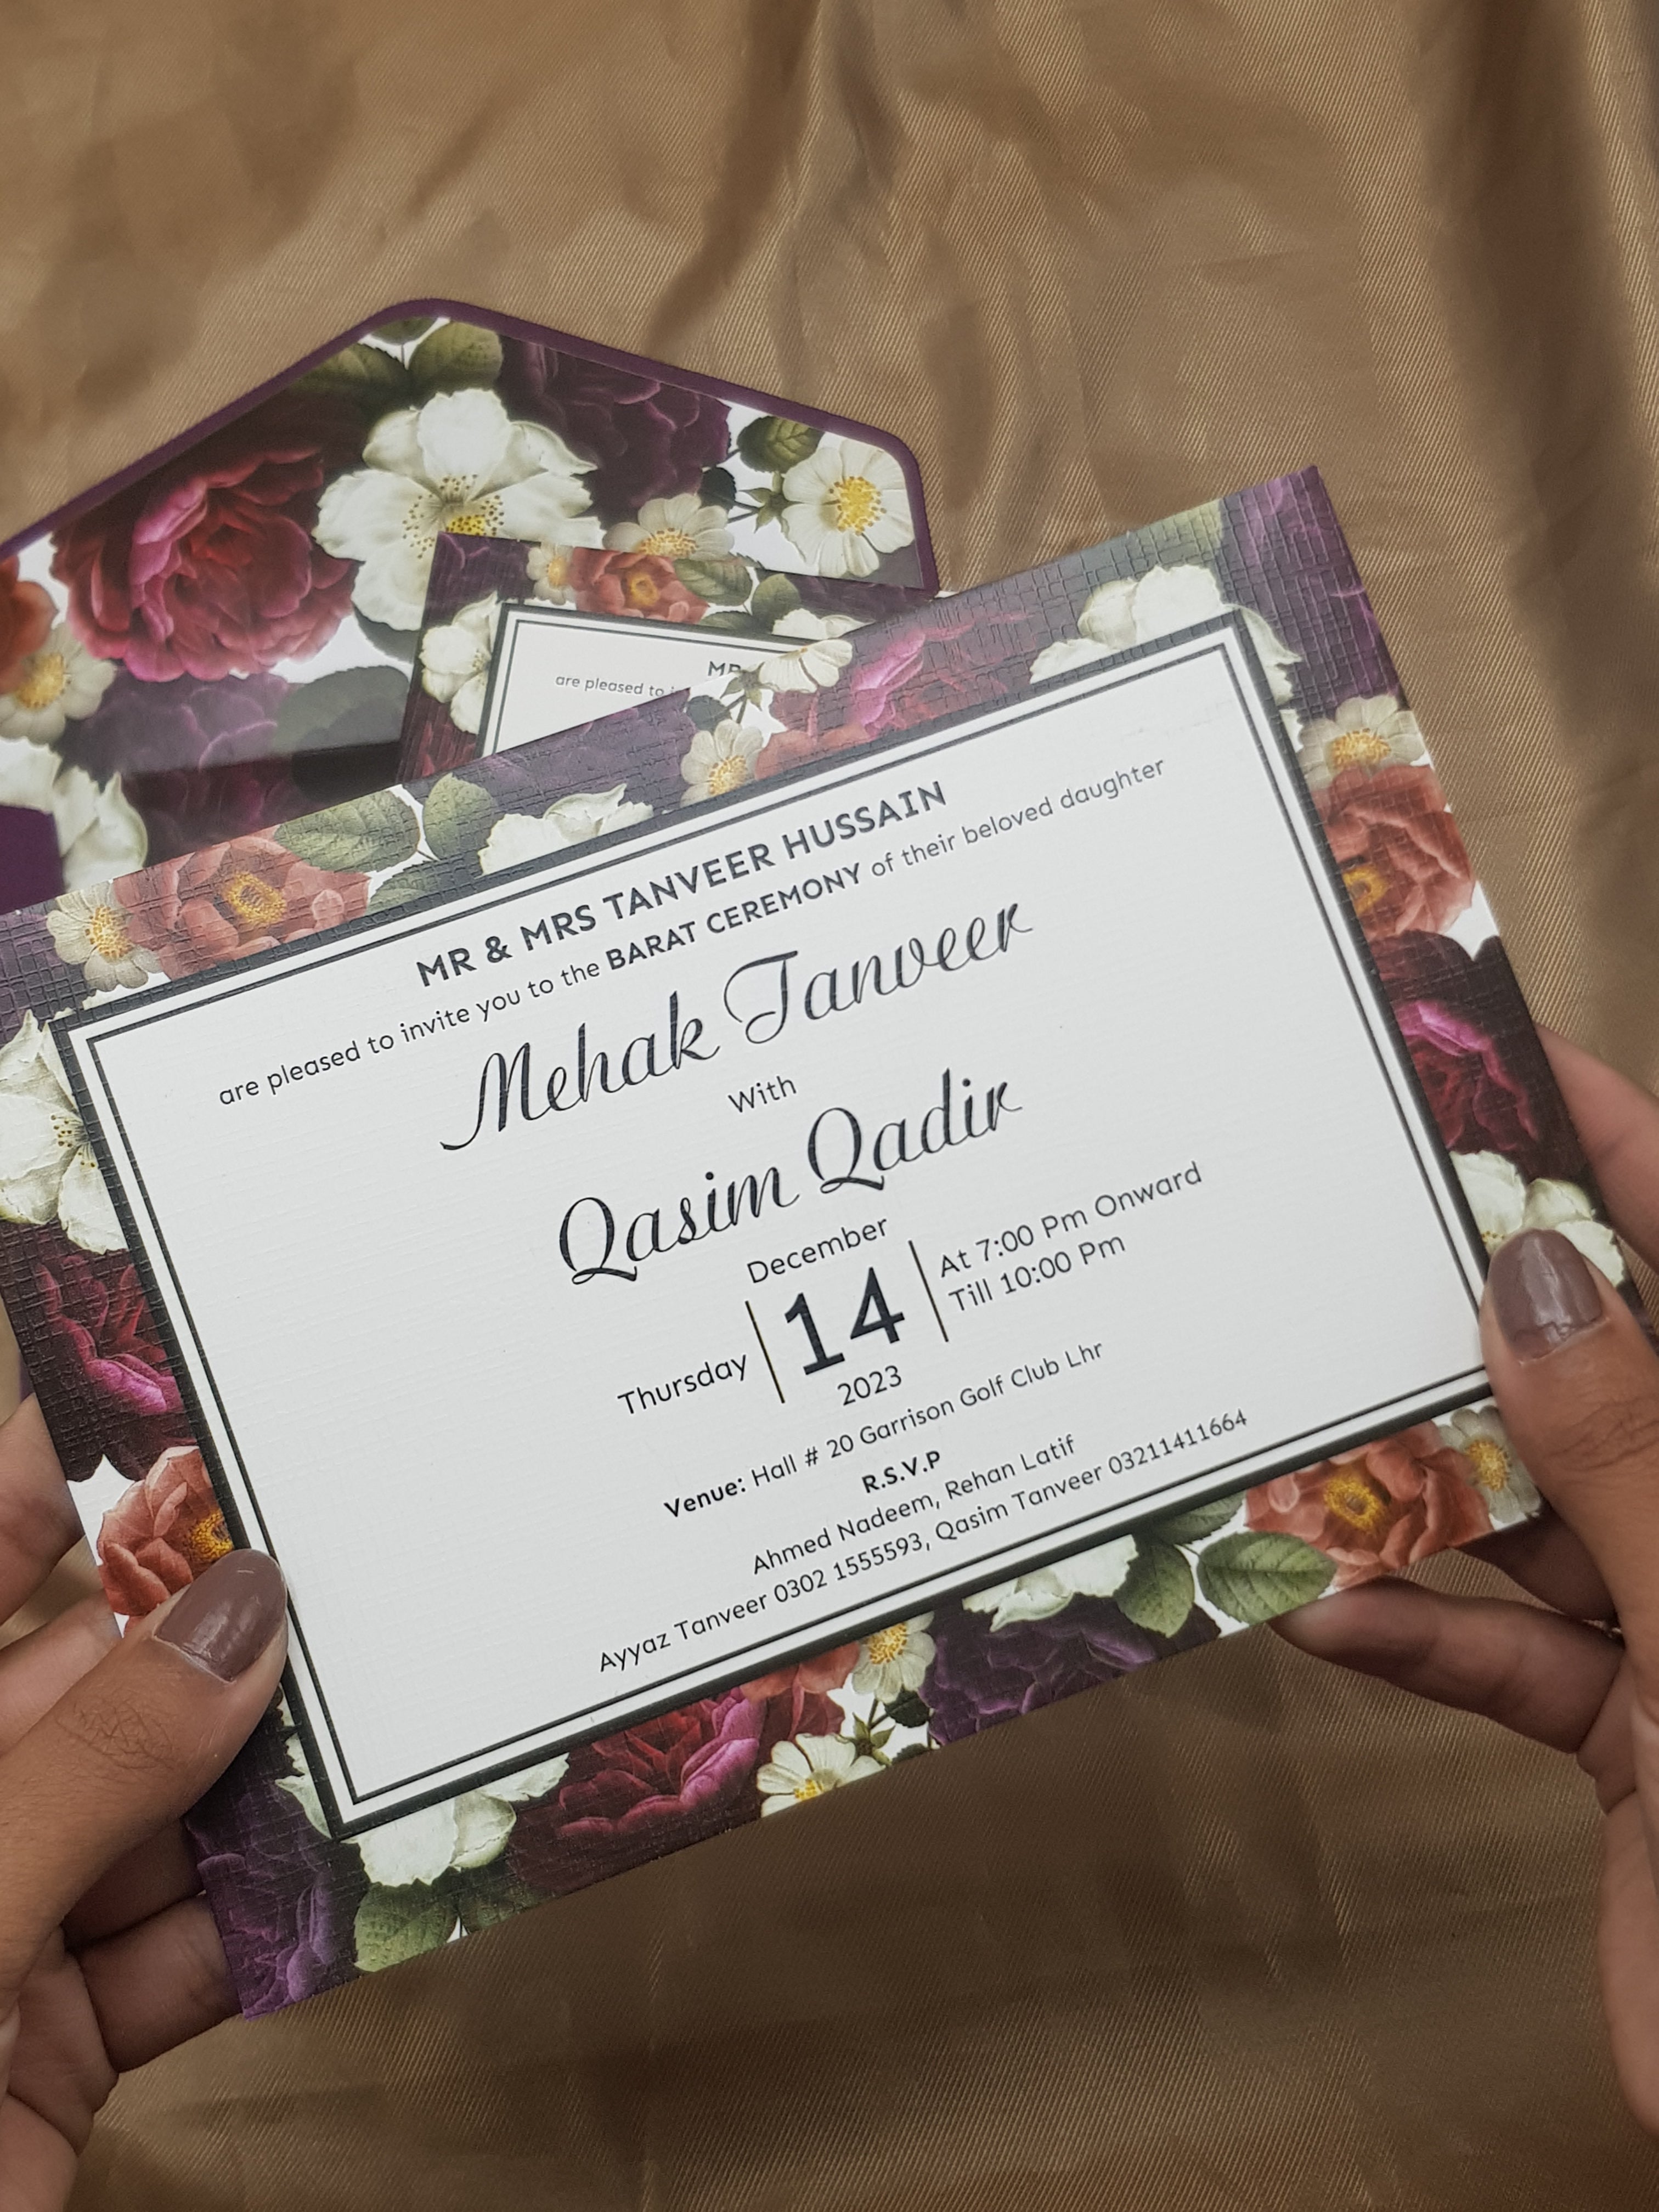 MR
are pleased to
MR & MRS TANVEER HUSSAIN
are pleased to invite you to the BARAT CEREMONY of their beloved daughter
Mehak Tanveer
With
Qasim Qadir
December
Thursday
14
2023
At 7:00 Pm Onward
Till 10:00 Pm
Venue: Hall # 20 Garrison Golf Club Lhr
R.S.V.P
Ahmed Nadeem, Rehan Latif
Ayyaz Tanveer 0302 1555593, Qasim Tanveer 03211411664